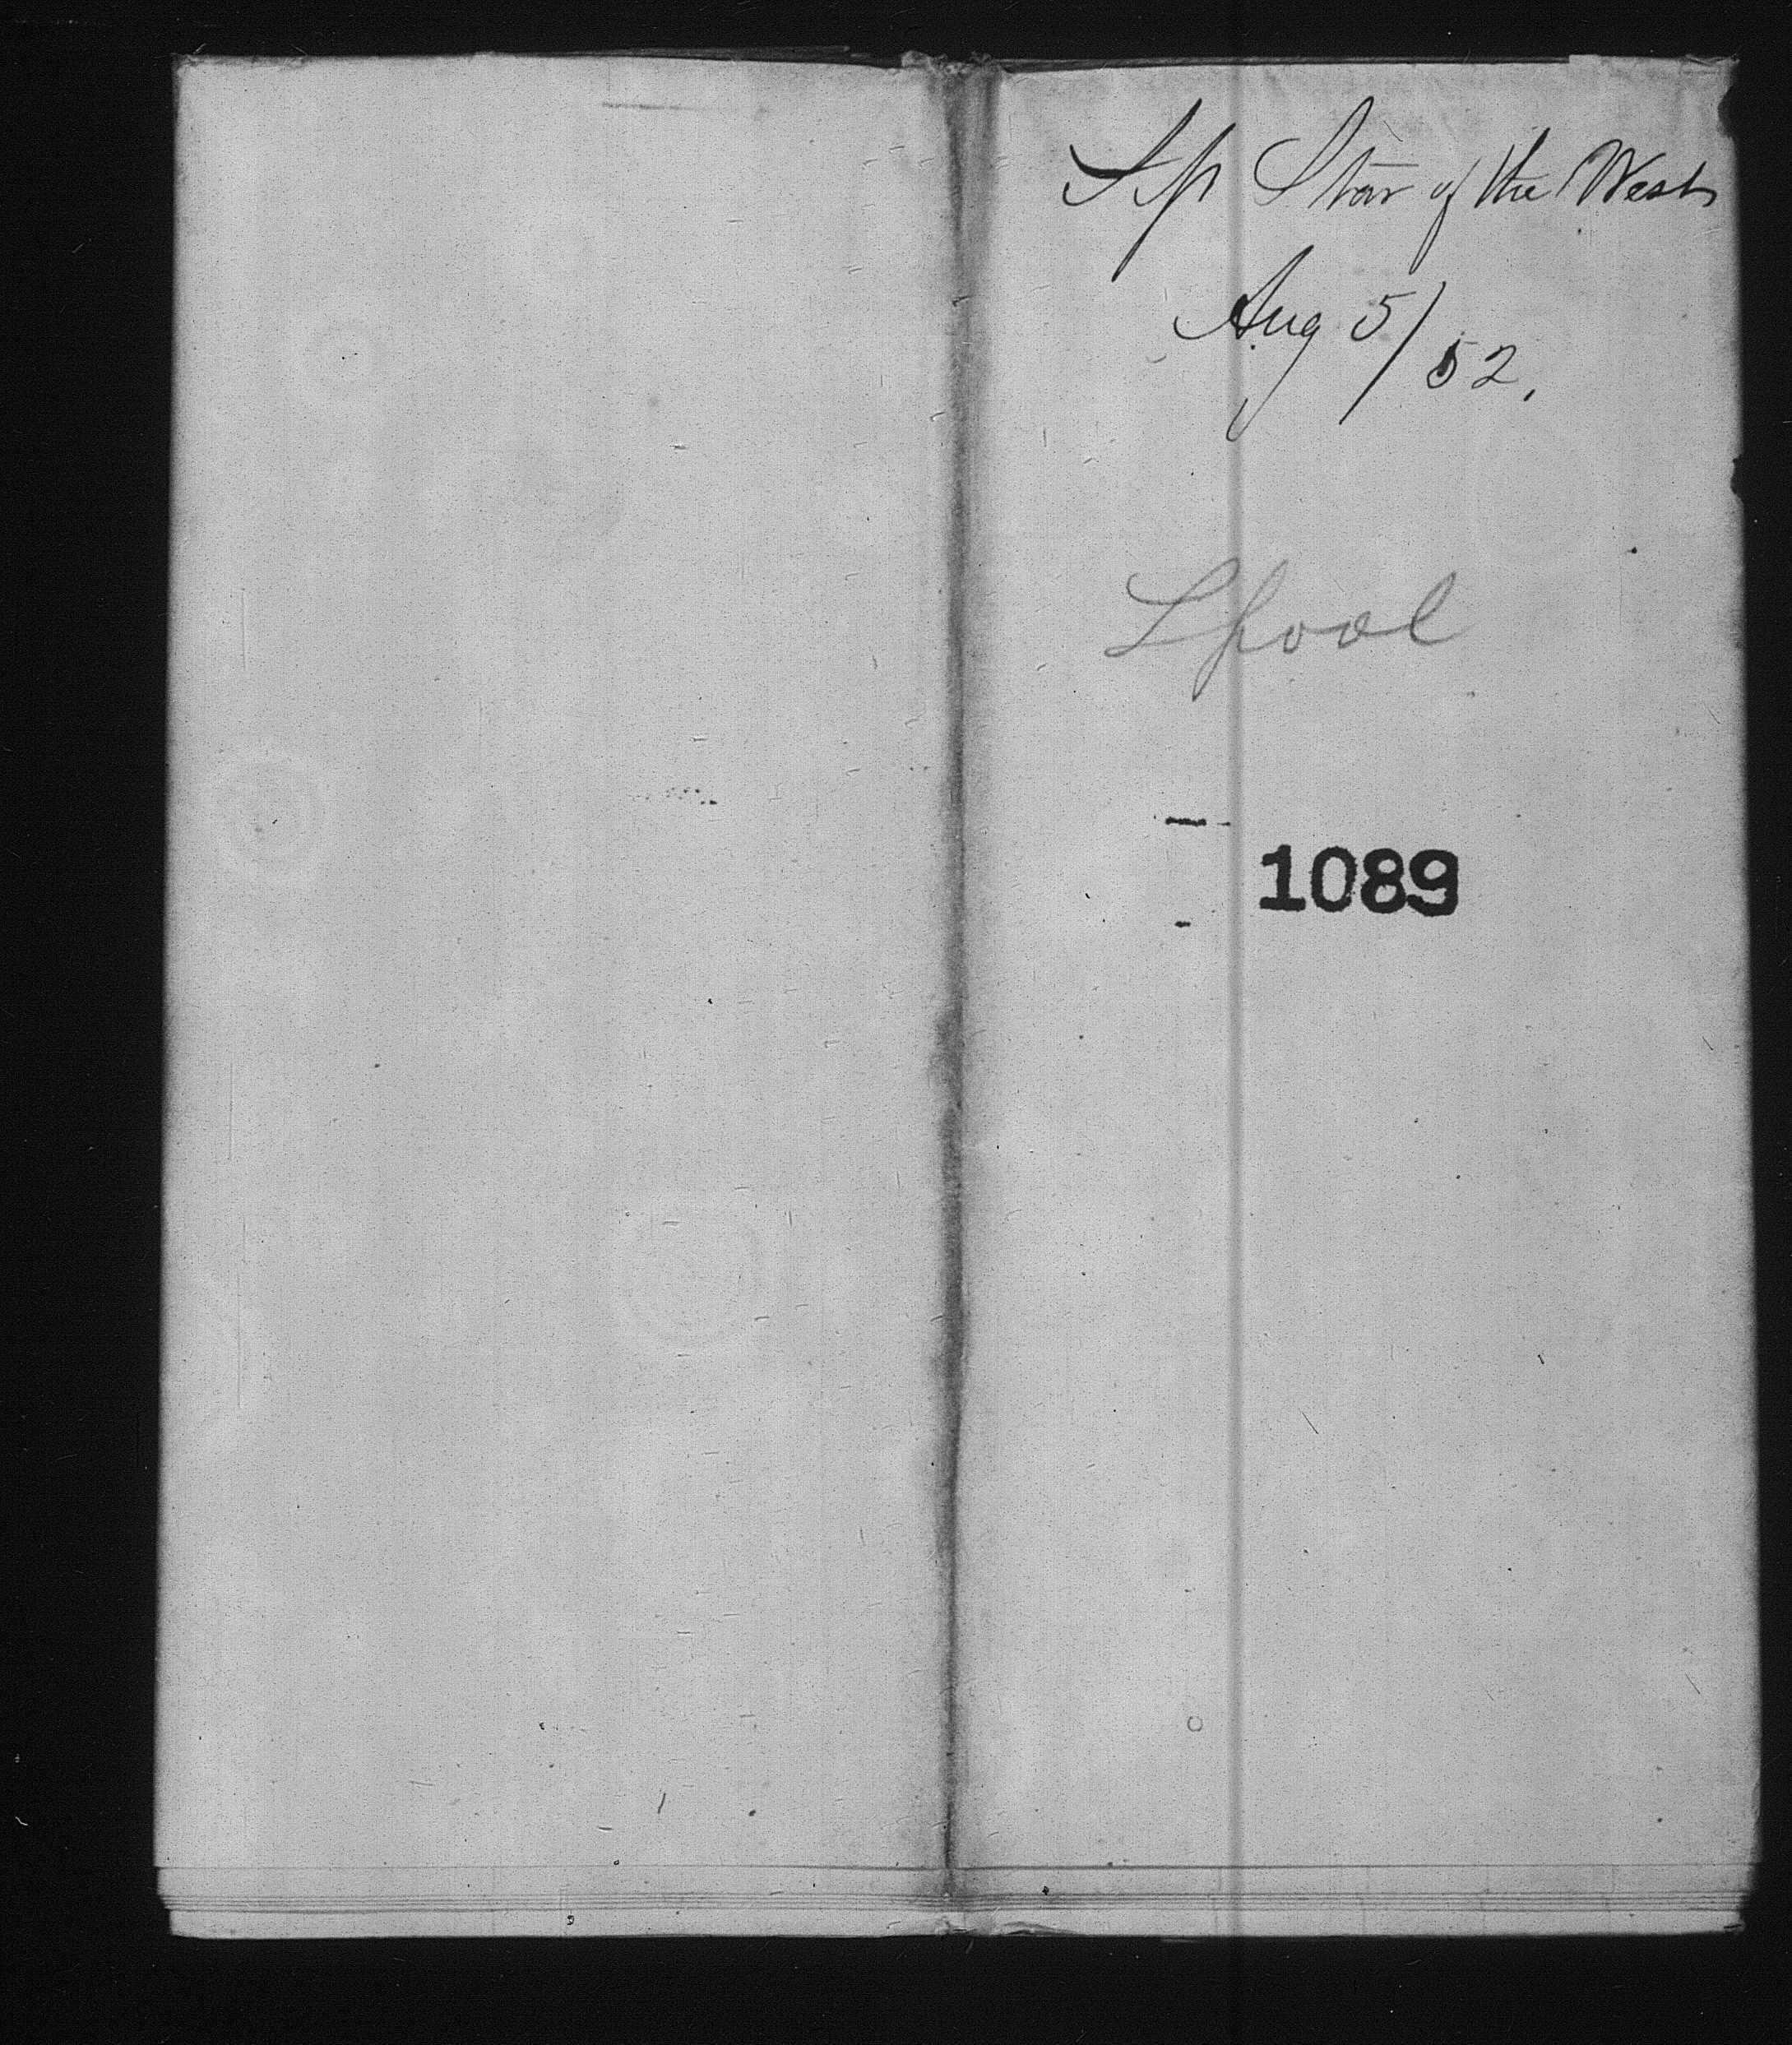 Sp Star of the West
Aug 5/52.
Lpool
1089